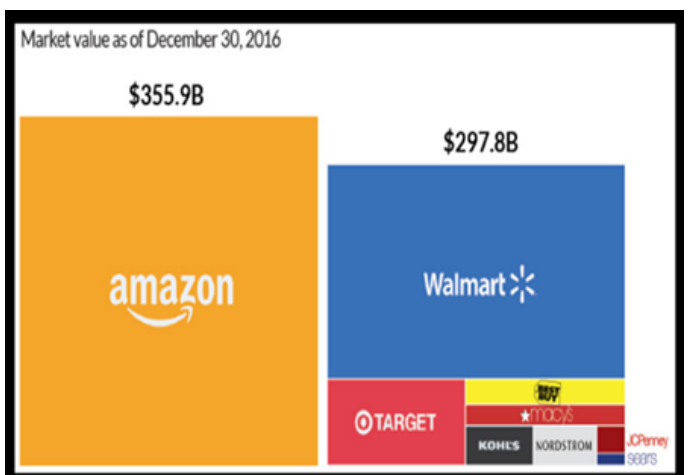 Market value as of December 30, 2016
$355.9B
$297.8B
amazon
Walmart
TARGET
BEST BUY
macy's
KOHL'S
NORDSTROM
JCPenney
sears